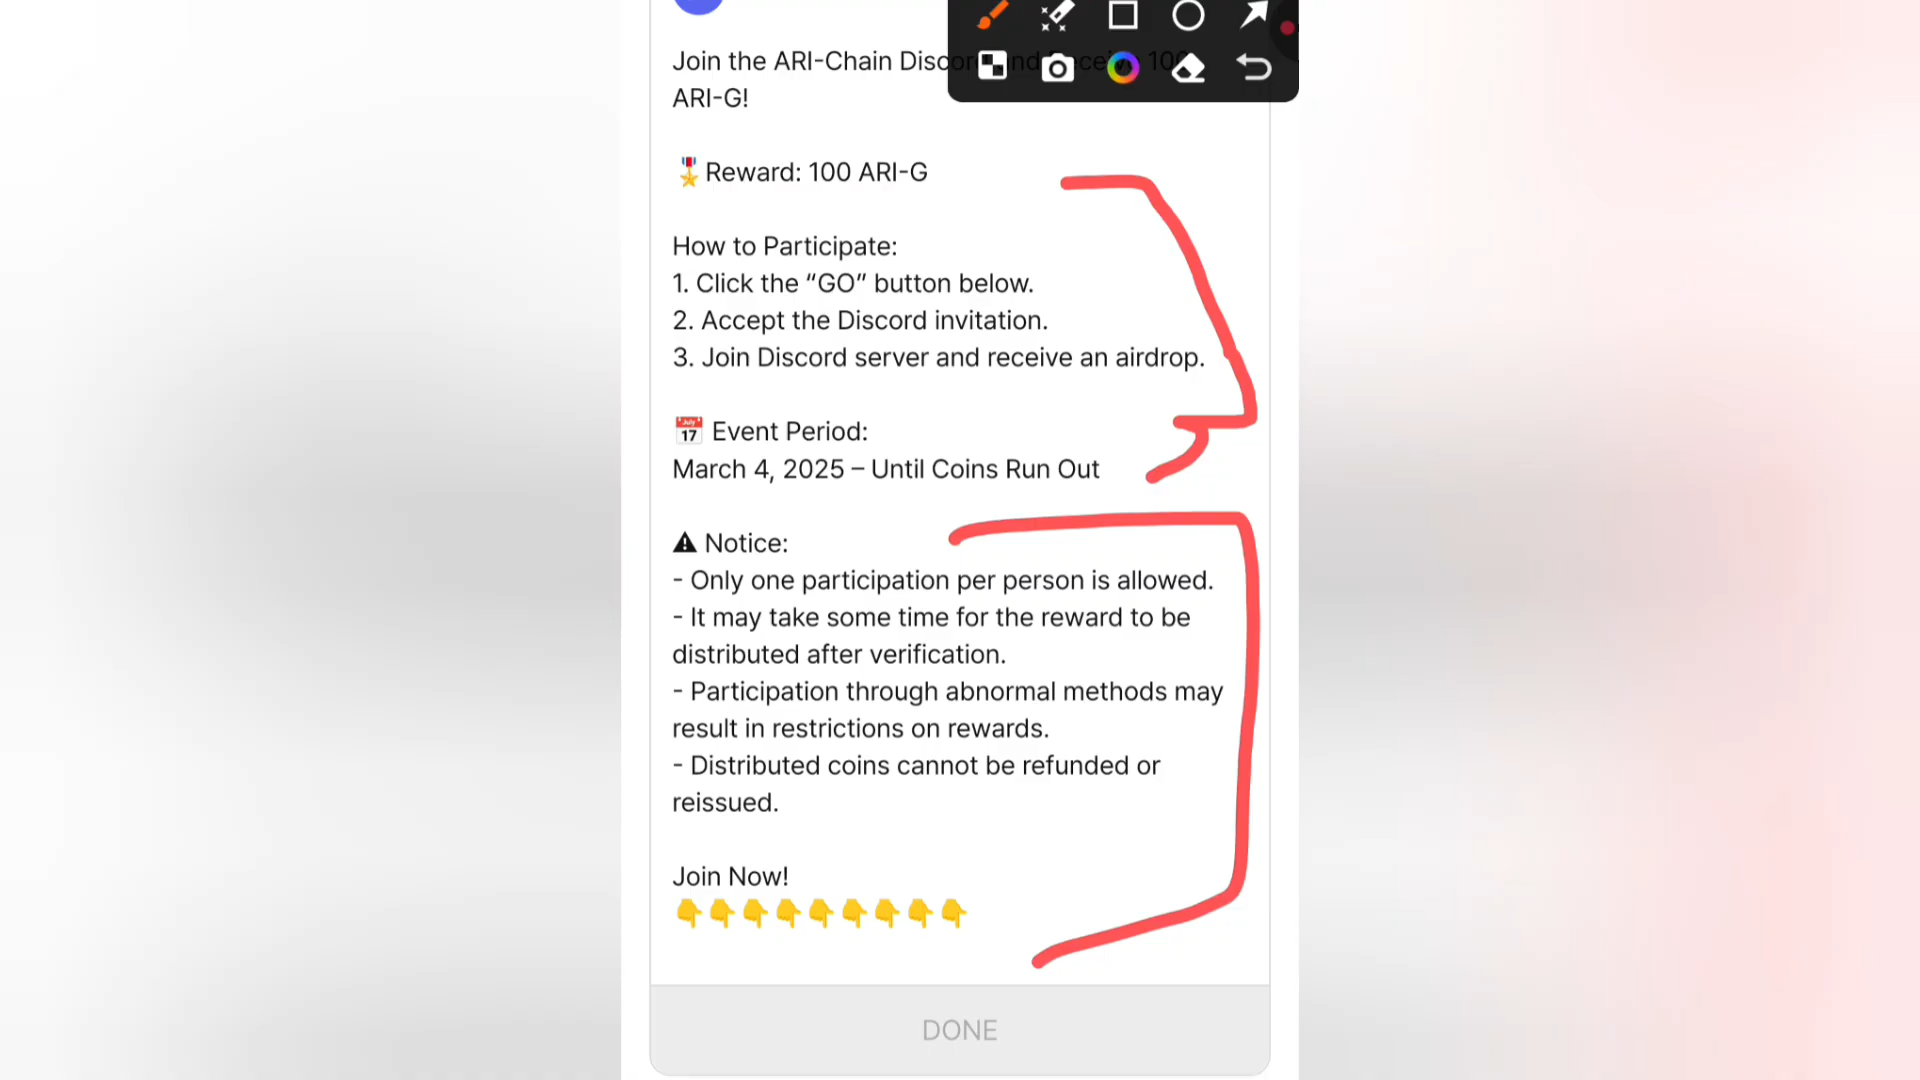 Join the ARI-Chain Discord and Receive 100
ARI-G!
🎖Reward: 100 ARI-G
How to Participate:
1. Click the “GO” button below.
2. Accept the Discord invitation.
3. Join Discord server and receive an airdrop.
📅 Event Period:
March 4, 2025 – Until Coins Run Out
⚠ Notice:
- Only one participation per person is allowed.
- It may take some time for the reward to be
distributed after verification.
- Participation through abnormal methods may
result in restrictions on rewards.
- Distributed coins cannot be refunded or
reissued.
Join Now!
👇👇👇👇👇👇👇👇👇
DONE